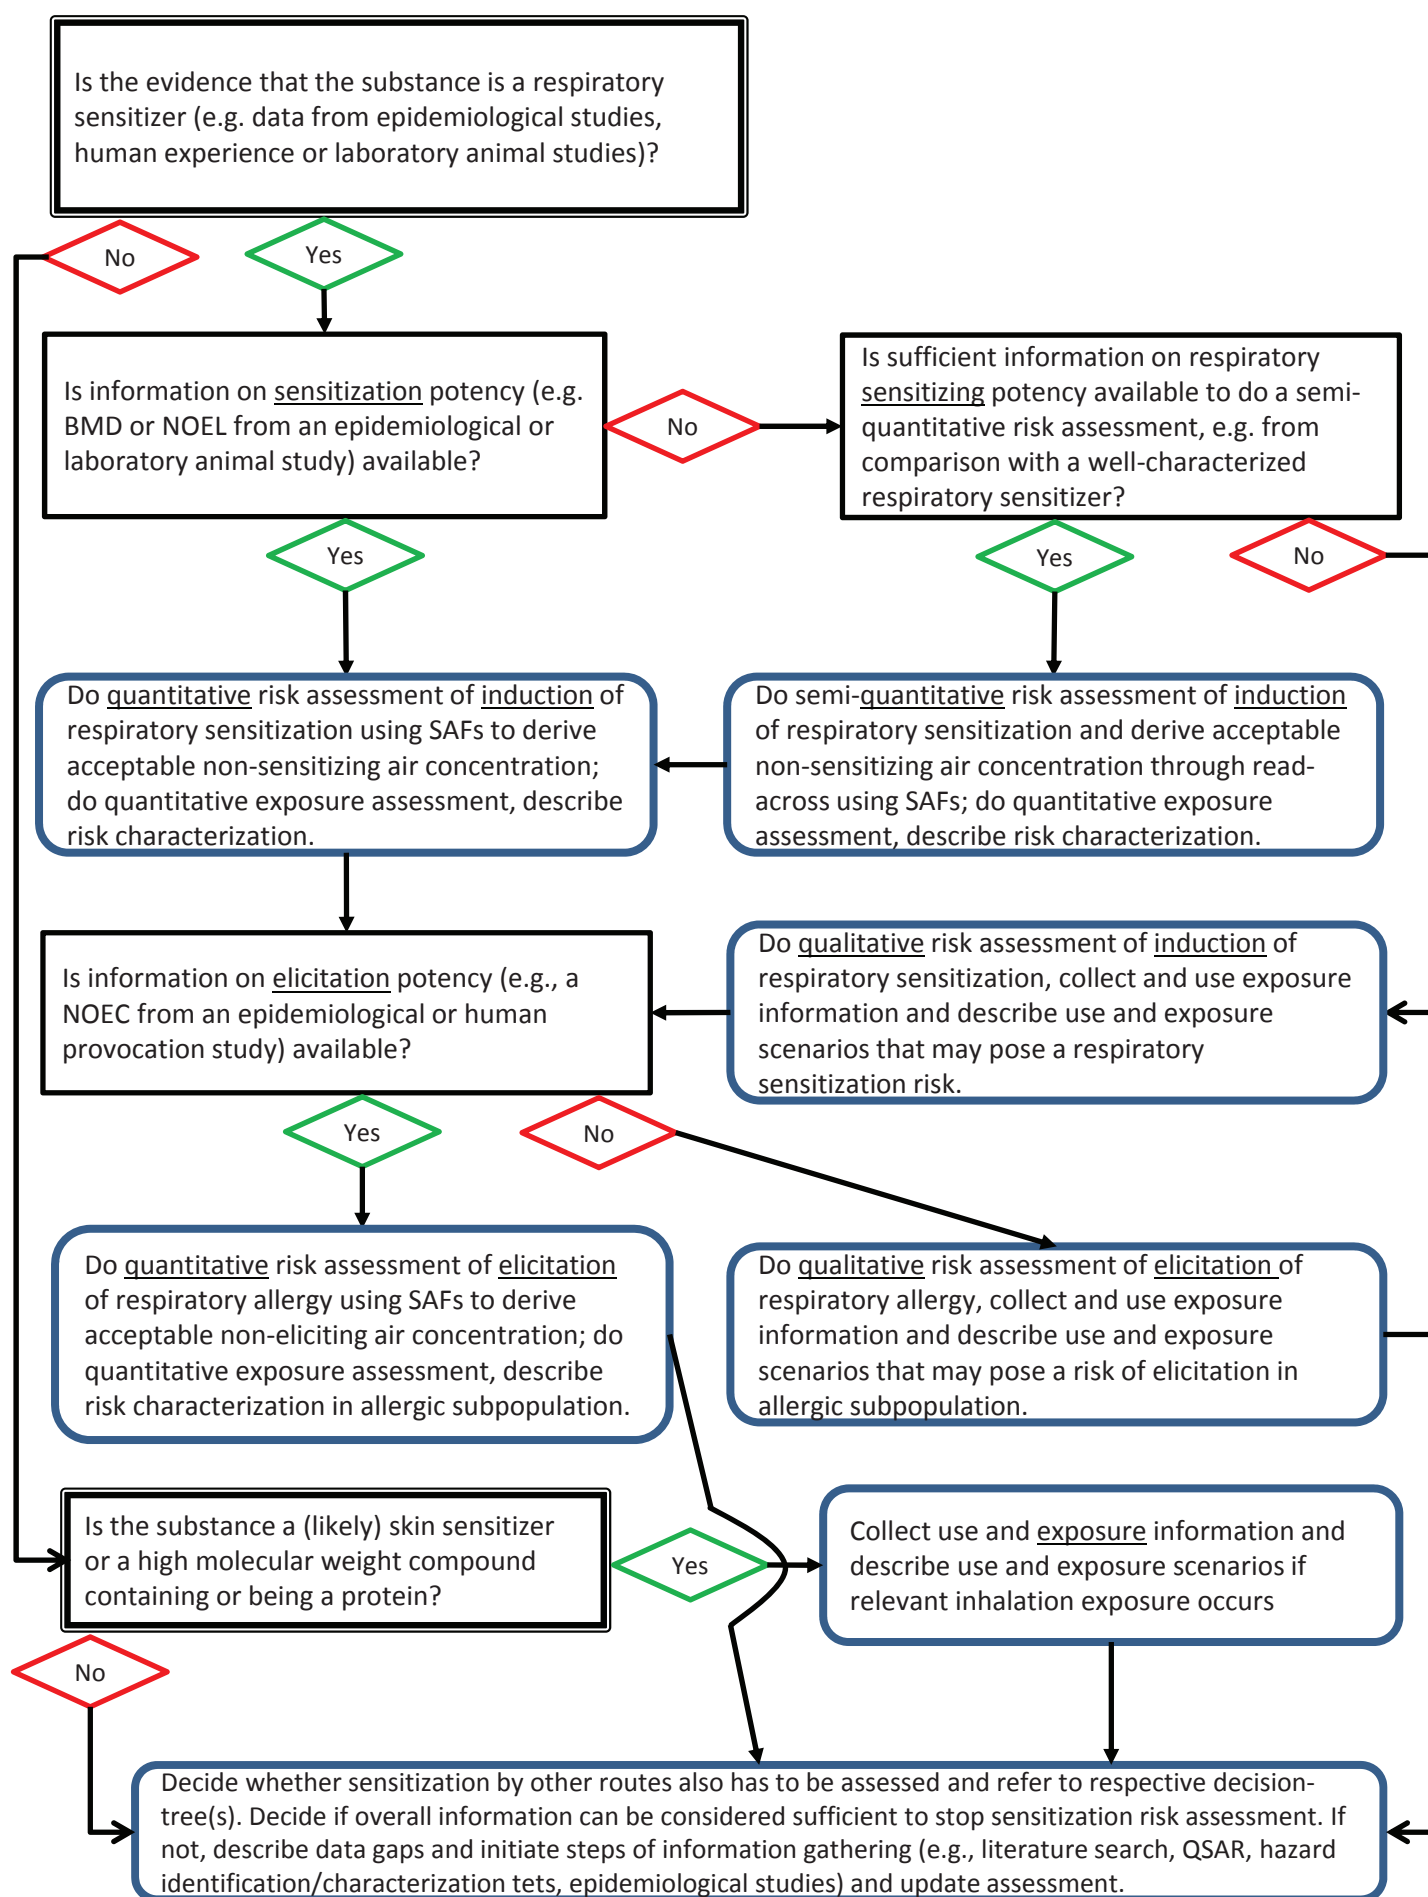 Is the evidence that the substance is a respiratory
sensitizer (e.g. data from epidemiological studies,
human experience or laboratory animal studies)?
No
Yes
Is information on sensitization potency (e.g.
BMD or NOEL from an epidemiological or
laboratory animal study) available?
No
Is sufficient information on respiratory
sensitizing potency available to do a semi-
quantitative risk assessment, e.g. from
comparison with a well-characterized
respiratory sensitizer?
Yes
Yes
No
Do quantitative risk assessment of induction of
respiratory sensitization using SAFs to derive
acceptable non-sensitizing air concentration;
do quantitative exposure assessment, describe
risk characterization.
Do semi-quantitative risk assessment of induction
of respiratory sensitization and derive acceptable
non-sensitizing air concentration through read-
across using SAFs; do quantitative exposure
assessment, describe risk characterization.
Is information on elicitation potency (e.g., a
NOEC from an epidemiological or human
provocation study) available?
Do qualitative risk assessment of induction of
respiratory sensitization, collect and use exposure
information and describe use and exposure
scenarios that may pose a respiratory
sensitization risk.
Yes
No
Do quantitative risk assessment of elicitation
of respiratory allergy using SAFs to derive
acceptable non-eliciting air concentration; do
quantitative exposure assessment, describe
risk characterization in allergic subpopulation.
Do qualitative risk assessment of elicitation of
respiratory allergy, collect and use exposure
information and describe use and exposure
scenarios that may pose a risk of elicitation in
allergic subpopulation.
Is the substance a (likely) skin sensitizer
or a high molecular weight compound
containing or being a protein?
Yes
Collect use and exposure information and
describe use and exposure scenarios if
relevant inhalation exposure occurs
No
Decide whether sensitization by other routes also has to be assessed and refer to respective decision-
tree(s). Decide if overall information can be considered sufficient to stop sensitization risk assessment. If
not, describe data gaps and initiate steps of information gathering (e.g., literature search, QSAR, hazard
identification/characterization tets, epidemiological studies) and update assessment.